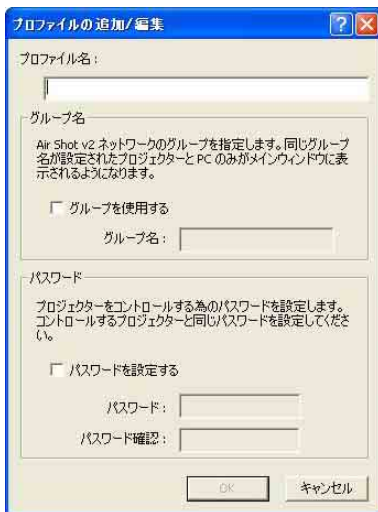 プロファイルの追加/編集
プロファイル名：
グループ名
Air Shot v2 ネットワークのグループを指定します。同じグループ
名が設定されたプロジェクターと PC のみがメインウィンドウに表
示されるようになります。
グループを使用する
グループ名：
パスワード
プロジェクターをコントロールする為のパスワードを設定します。
コントロールするプロジェクターと同じパスワードを設定してくださ
い。
パスワードを設定する
パスワード：
パスワード確認：
OK
キャンセル